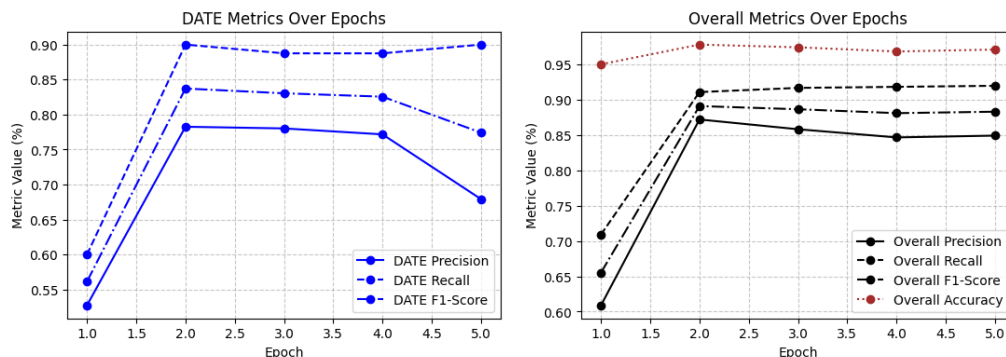 DATE Metrics Over Epochs
Metric Value (%)
0.90
0.85
0.80
0.75
0.70
0.65
0.60
0.55
1.0 1.5 2.0 2.5 3.0 3.5 4.0 4.5 5.0
Epoch
DATE Precision
DATE Recall
DATE F1-Score
Overall Metrics Over Epochs
Metric Value (%)
0.95
0.90
0.85
0.80
0.75
0.70
0.65
0.60
1.0 1.5 2.0 2.5 3.0 3.5 4.0 4.5 5.0
Epoch
Overall Precision
Overall Recall
Overall F1-Score
Overall Accuracy